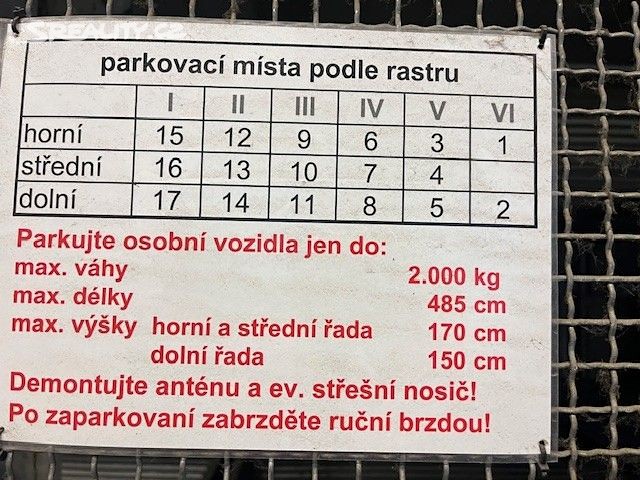 SREALITY.CZ
parkovací místa podle rastru
I II III IV V VI
horní 15 12 9 6 3 1
střední 16 13 10 7 4
dolní 17 14 11 8 5 2
Parkujte osobní vozidla jen do:
max. váhy 2.000 kg
max. délky 485 cm
max. výšky horní a střední řada 170 cm
dolní řada 150 cm
Demontujte anténu a ev. střešní nosič!
Po zaparkovaní zabrzděte ruční brzdou!